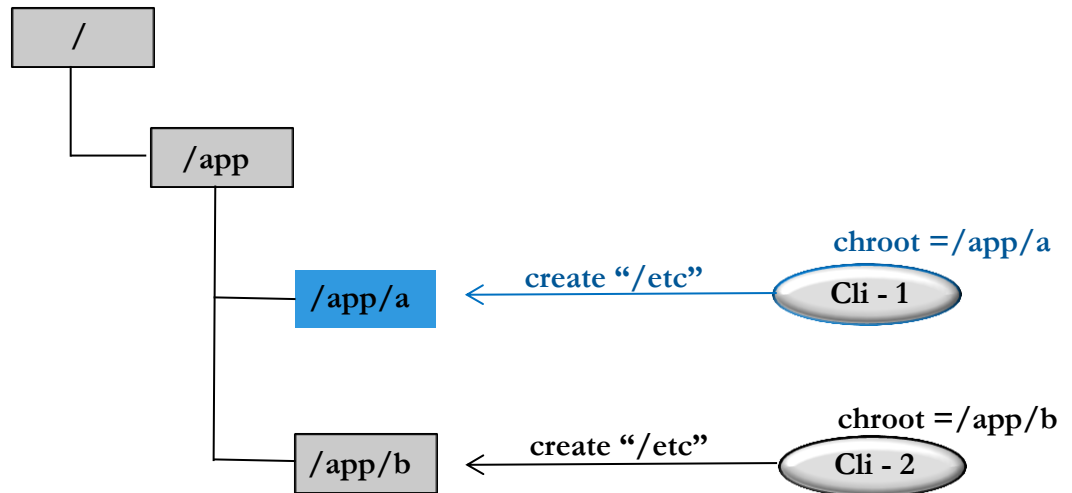 /
/app
chroot =/app/a
create “/etc”
/app/a
Cli - 1
chroot =/app/b
create “/etc”
/app/b
Cli - 2